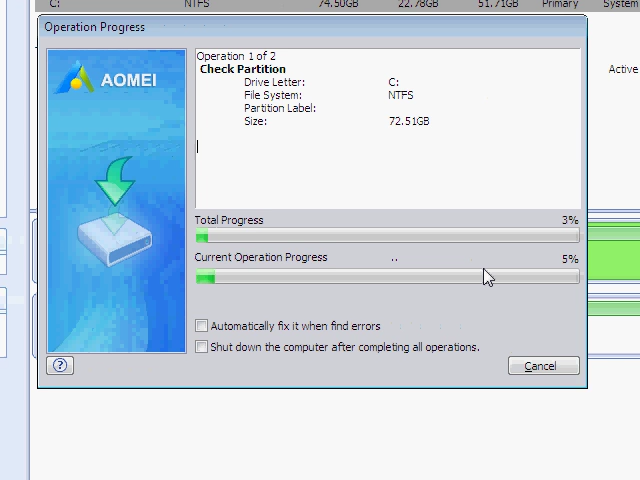 C: NTFS 74.50GB 22.78GB 51.71GB Primary System
Operation Progress
Active
AOMEI
Operation 1 of 2
Check Partition
Drive Letter: C:
File System: NTFS
Partition Label:
Size: 72.51GB
Total Progress 3%
Current Operation Progress .. 5%
Automatically fix it when find errors
Shut down the computer after completing all operations.
? Cancel